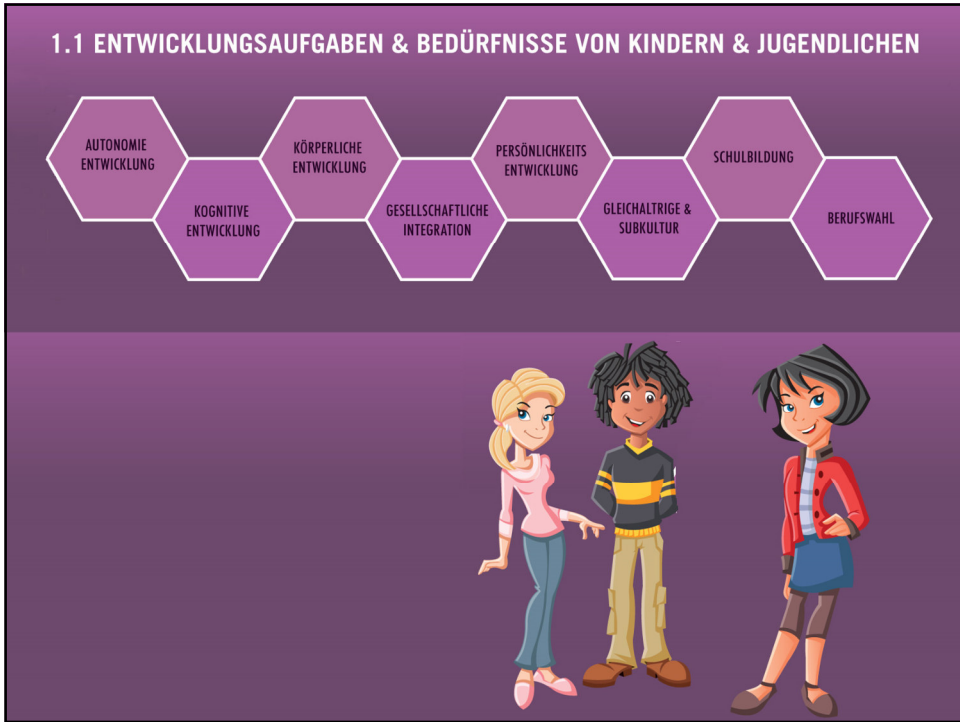 1.1 ENTWICKLUNGSAUFGABEN & BEDÜRFNISSE VON KINDERN & JUGENDLICHEN
AUTONOMIE
ENTWICKLUNG
KOGNITIVE
ENTWICKLUNG
KÖRPERLICHE
ENTWICKLUNG
GESELLSCHAFTLICHE
INTEGRATION
PERSÖNLICHKEITS
ENTWICKLUNG
GLEICHALTRIGE &
SUBKULTUR
SCHULBILDUNG
BERUFSWAHL